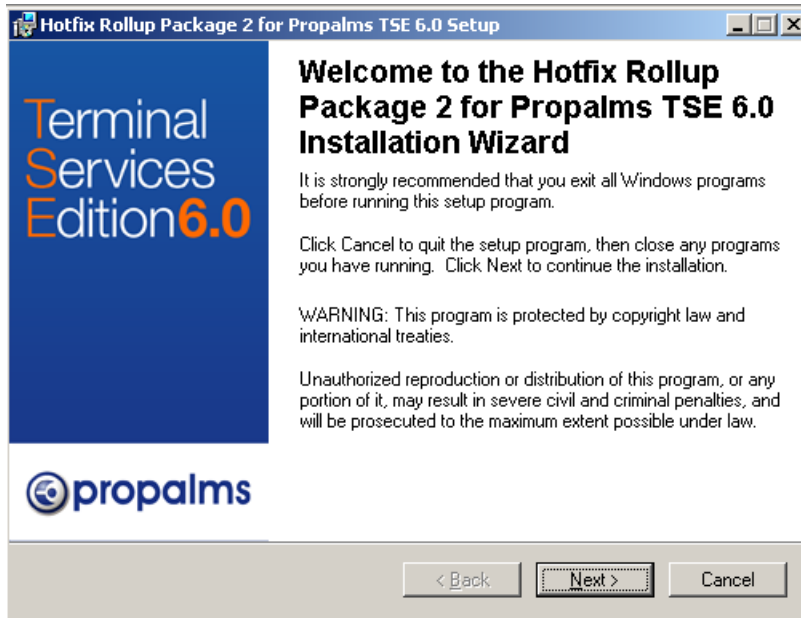 Hotfix Rollup Package 2 for Propalms TSE 6.0 Setup
Terminal
Services
Edition6.0
Welcome to the Hotfix Rollup
Package 2 for Propalms TSE 6.0
Installation Wizard
It is strongly recommended that you exit all Windows programs
before running this setup program.
Click Cancel to quit the setup program, then close any programs
you have running.  Click Next to continue the installation.
WARNING: This program is protected by copyright law and
international treaties.
Unauthorized reproduction or distribution of this program, or any
portion of it, may result in severe civil and criminal penalties, and
will be prosecuted to the maximum extent possible under law.
propalms
< Back
Next >
Cancel